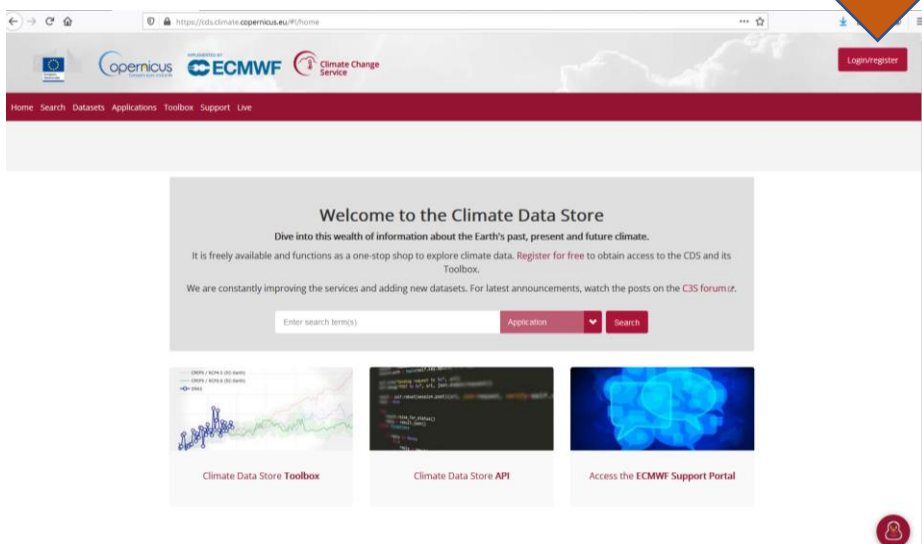 https://cds.climate.copernicus.eu/#!/home
Copernicus
IMPLEMENTED BY
ECMWF
Climate Change
Service
Login/register
Home Search Datasets Applications Toolbox Support Live
Welcome to the Climate Data Store
Dive into this wealth of information about the Earth's past, present and future climate.
It is freely available and functions as a one-stop shop to explore climate data. Register for free to obtain access to the CDS and its
Toolbox.
We are constantly improving the services and adding new datasets. For latest announcements, watch the posts on the C3S forum.
Enter search term(s)
Application
Search
Climate Data Store Toolbox
Climate Data Store API
Access the ECMWF Support Portal